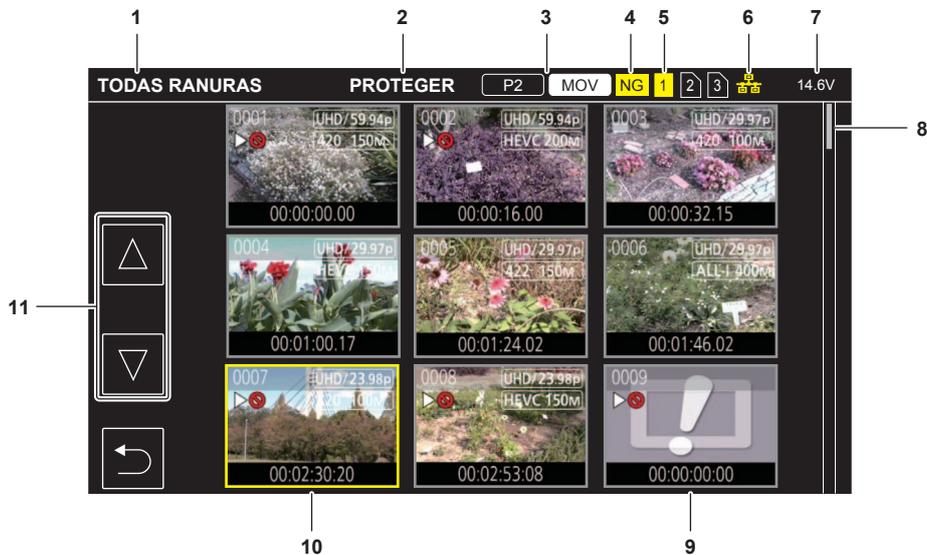 1 2 3 4 5 6 7
TODAS RANURAS PROTEGER P2 MOV NG 1 2 3 14.6V
8
0001 UHD/59.94p 0002 UHD/59.94p 0003 UHD/29.97p
420 150M HEVC 200M 420 100M
00:00:00.00 00:00:16.00 00:00:32.15
0004 UHD/29.97p 0005 UHD/29.97p 0006 UHD/29.97p
HEVC 422 150M ALL-I 400M
11
00:01:00.17 00:01:24.02 00:01:46.02
0007 UHD/23.98p 0008 UHD/23.98p 0009
420 100M HEVC 150M
00:02:30:20 00:02:53:08 00:00:00:00
10 9